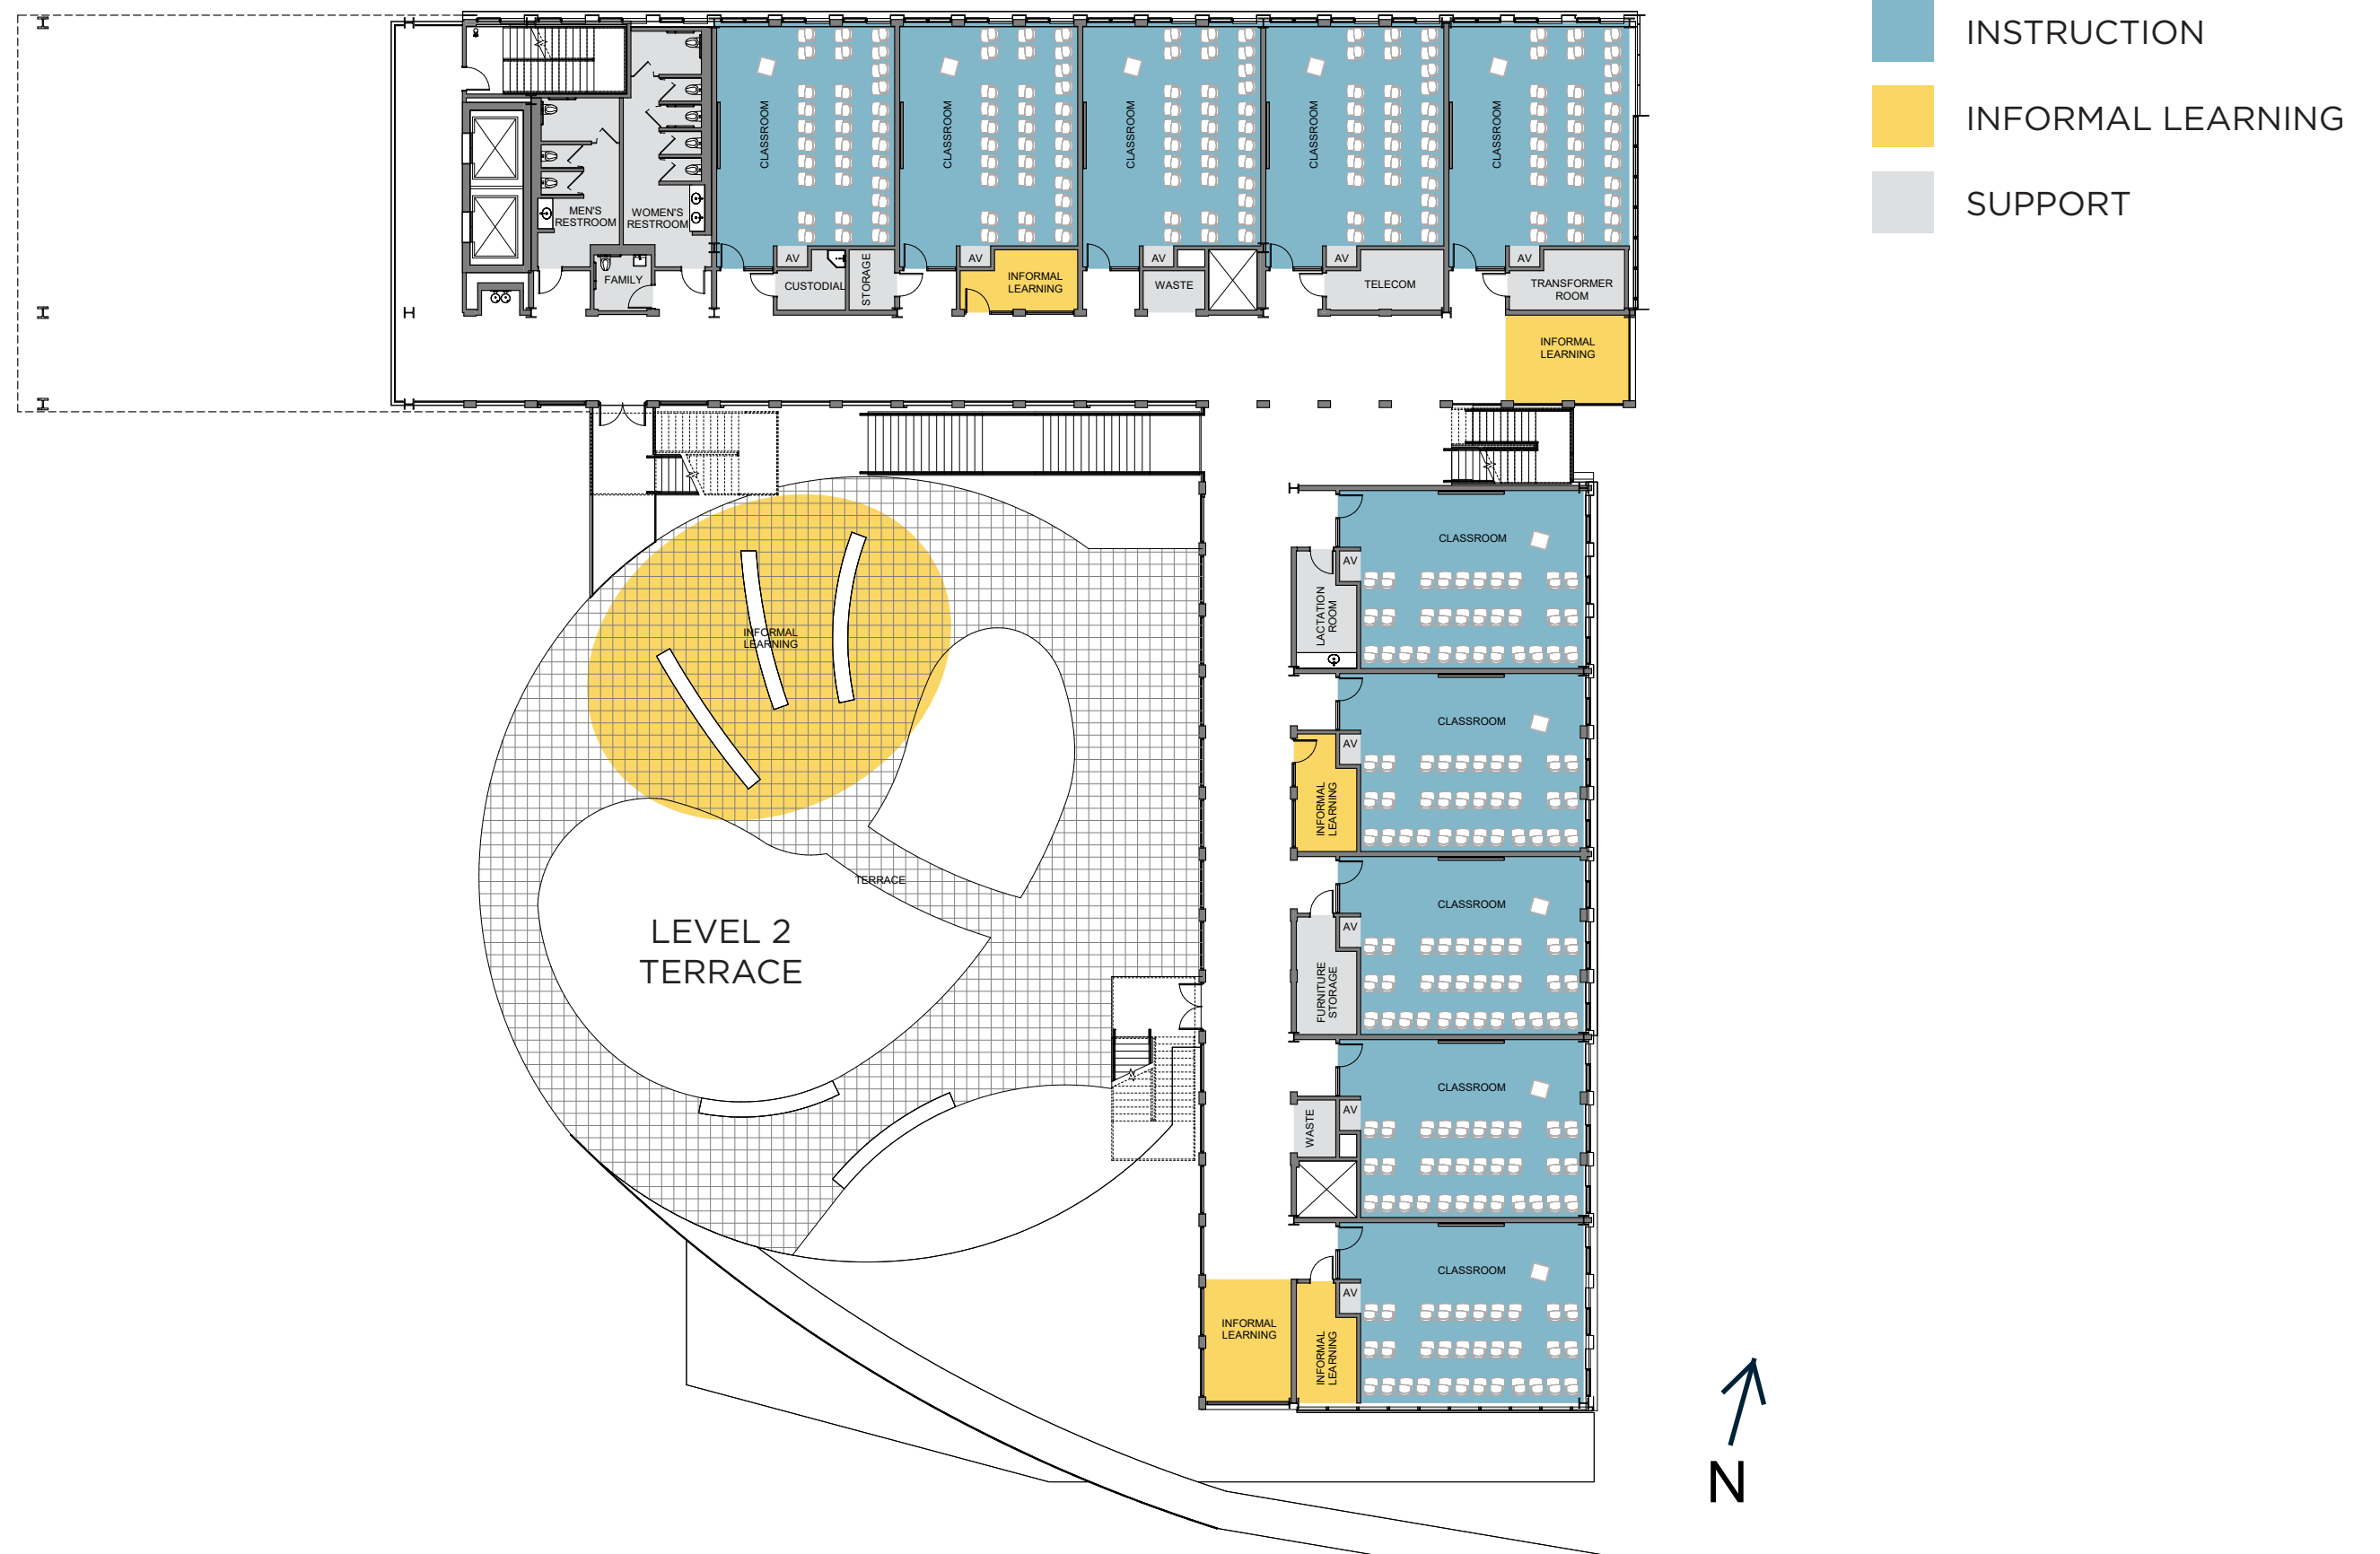 INSTRUCTION
INFORMAL LEARNING
SUPPORT
CLASSROOM
CLASSROOM
CLASSROOM
CLASSROOM
CLASSROOM
MEN'S
RESTROOM
WOMEN'S
RESTROOM
FAMILY
AV
CUSTODIAL
STORAGE
AV
INFORMAL
LEARNING
AV
WASTE
AV
TELECOM
AV
TRANSFORMER
ROOM
INFORMAL
LEARNING
CLASSROOM
AV
LACTATION
ROOM
INFORMAL
LEARNING
CLASSROOM
AV
INFORMAL
LEARNING
TERRACE
LEVEL 2
TERRACE
CLASSROOM
AV
FURNITURE
STORAGE
CLASSROOM
AV
WASTE
CLASSROOM
AV
INFORMAL
LEARNING
INFORMAL
LEARNING
N